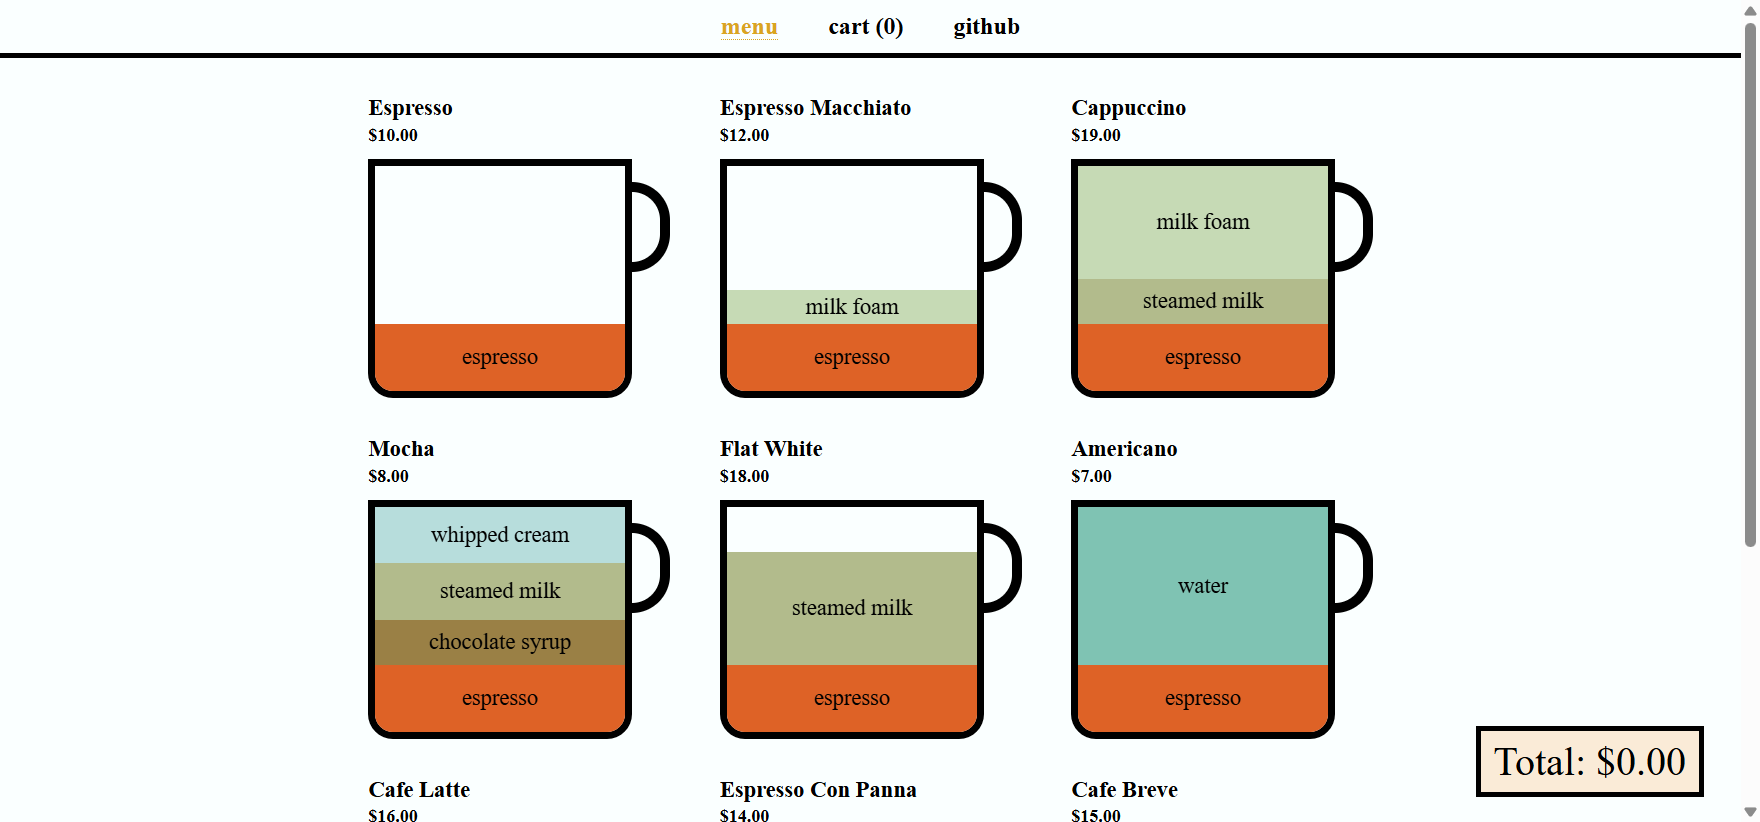 menu cart (0) github
Espresso Espresso Macchiato Cappuccino
$10.00 $12.00 $19.00
milk foam
steamed milk
milk foam
espresso espresso espresso
Mocha Flat White Americano
$8.00 $18.00 $7.00
whipped cream
water
steamed milk
steamed milk
chocolate syrup
espresso espresso espresso
Total: $0.00
Cafe Latte Espresso Con Panna Cafe Breve
$16.00 $14.00 $15.00